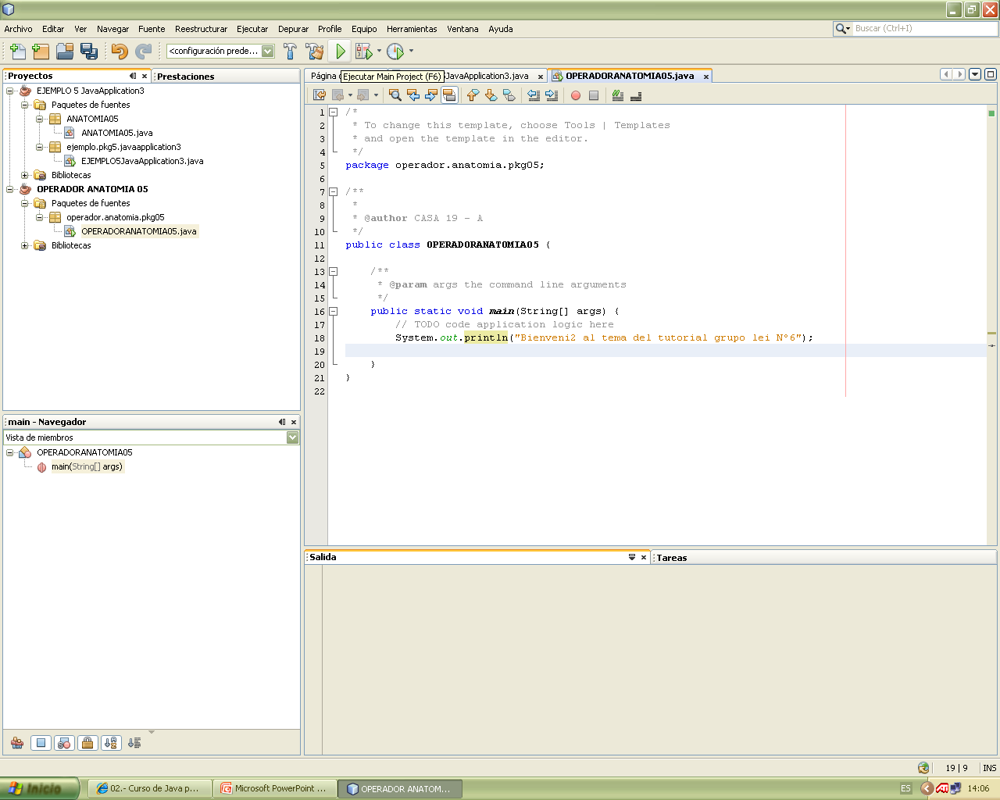 Archivo Editar Ver Navegar Fuente Reestructurar Ejecutar Depurar Profile Equipo Herramientas Ventana Ayuda
Buscar (Ctrl+I)
<configuración prede...
Proyectos
Prestaciones
EJEMPLO 5 JavaApplication3
Paquetes de fuentes
ANATOMIA05
ANATOMIA05.java
ejemplo.pkg5.javaapplication3
EJEMPLO5JavaApplication3.java
Bibliotecas
OPERADOR ANATOMIA 05
Paquetes de fuentes
operador.anatomia.pkg05
OPERADORANATOMIA05.java
Bibliotecas
main - Navegador
Vista de miembros
OPERADORANATOMIA05
main(String[] args)
Página
Ejecutar Main Project (F6)
JavaApplication3.java
OPERADORANATOMIA05.java
1 /*
2 * To change this template, choose Tools | Templates
3 * and open the template in the editor.
4 */
5 package operador.anatomia.pkg05;
6
7 /**
8 *
9 * @author CASA 19 - A
10 */
11 public class OPERADORANATOMIA05 {
12
13 /**
14 * @param args the command line arguments
15 */
16 public static void main(String[] args) {
17 // TODO code application logic here
18 System.out.println("Bienveni2 al tema del tutorial grupo lei N°6");
19
20 }
21 }
22
Salida
Tareas
19 | 9 INS
Inicio
02.- Curso de Java p...
Microsoft PowerPoint ...
OPERADOR ANATOM...
ES
14:06